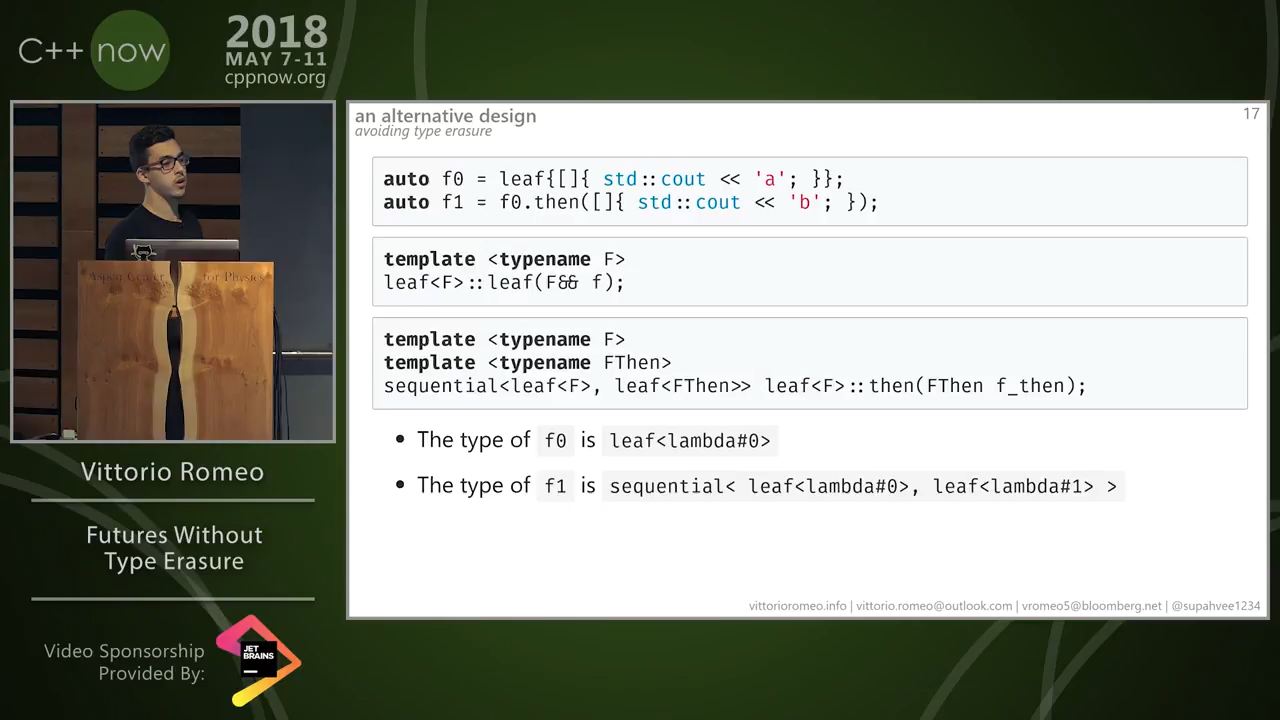 C++ now
2018
MAY 7-11
cppnow.org
an alternative design
avoiding type erasure
17
auto f0 = leaf{[]{ std::cout << 'a'; }};
auto f1 = f0.then([]{ std::cout << 'b'; });
template <typename F>
leaf<F>::leaf(F&& f);
template <typename F>
template <typename FThen>
sequential<leaf<F>, leaf<FThen>> leaf<F>::then(FThen f_then);
• The type of f0 is leaf<lambda#0>
• The type of f1 is sequential< leaf<lambda#0>, leaf<lambda#1> >
vittorioromeo.info | vittorio.romeo@outlook.com | vromeo5@bloomberg.net | @supahvee1234
Aspen Center for Physics
Vittorio Romeo
Futures Without
Type Erasure
Video Sponsorship
Provided By:
JET
BRAINS